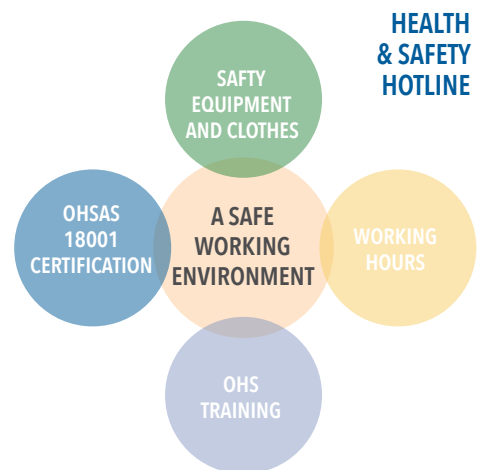 HEALTH
& SAFETY
HOTLINE
SAFTY
EQUIPMENT
AND CLOTHES
OHSAS
18001
CERTIFICATION
A SAFE
WORKING
ENVIRONMENT
WORKING
HOURS
OHS
TRAINING